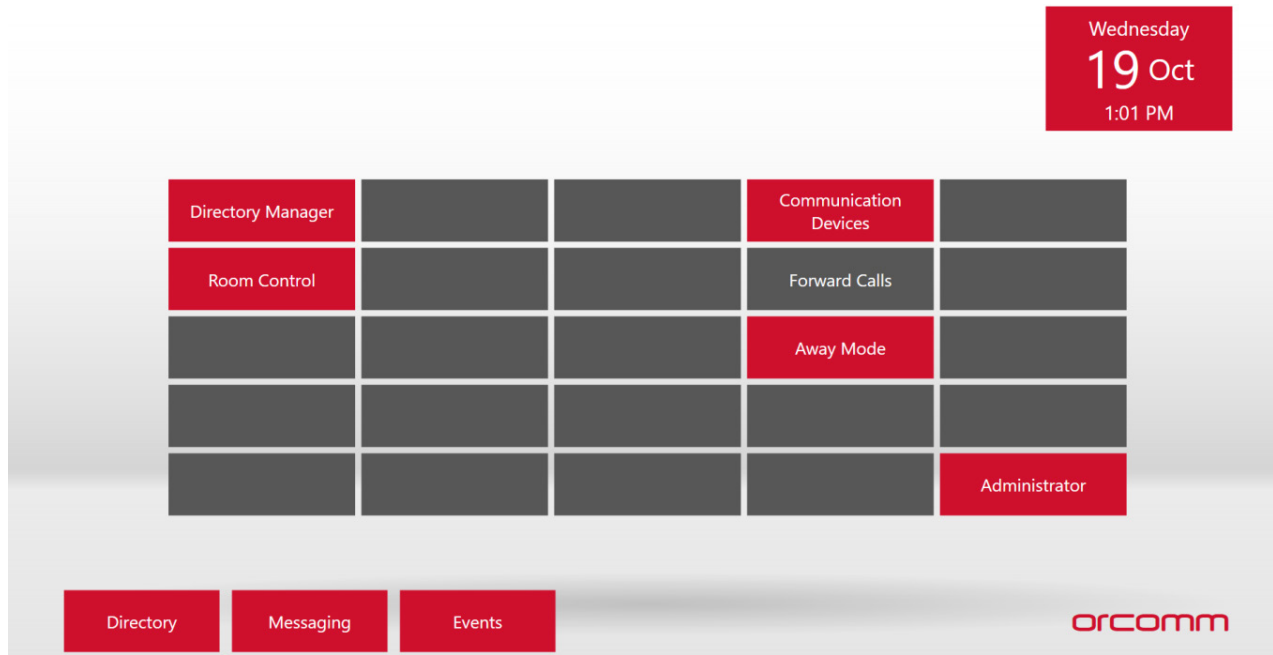 Wednesday
19 Oct
1:01 PM
Directory Manager
Communication
Devices
Room Control
Forward Calls
Away Mode
Administrator
Directory
Messaging
Events
orcomm